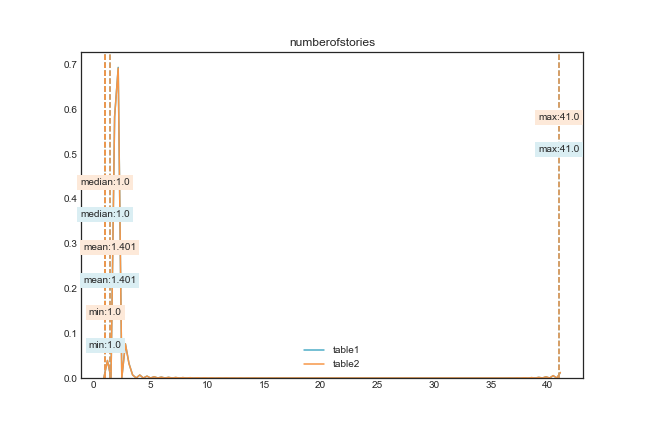 numberofstories
0.7
0.6
0.5
0.4
0.3
0.2
0.1
0.0
max:41.0
max:41.0
median:1.0
median:1.0
mean:1.401
mean:1.401
min:1.0
min:1.0
table1
table2
0 5 10 15 20 25 30 35 40